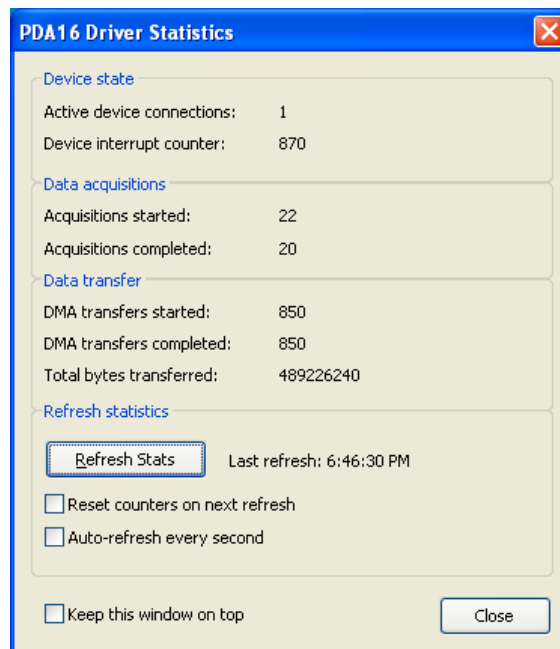 PDA16 Driver Statistics
Device state
Active device connections: 1
Device interrupt counter: 870
Data acquisitions
Acquisitions started: 22
Acquisitions completed: 20
Data transfer
DMA transfers started: 850
DMA transfers completed: 850
Total bytes transferred: 489226240
Refresh statistics
Refresh Stats Last refresh: 6:46:30 PM
Reset counters on next refresh
Auto-refresh every second
Keep this window on top Close